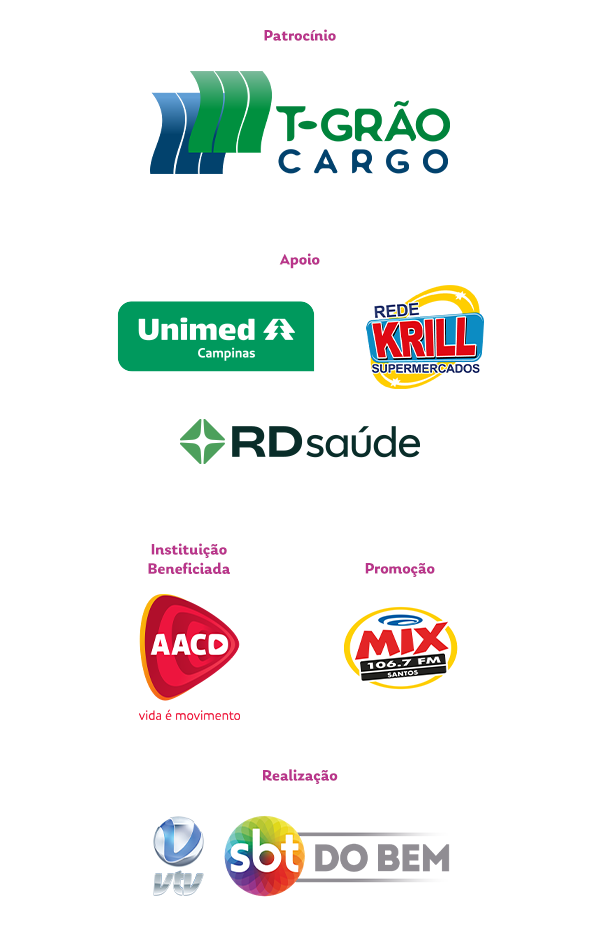 Patrocínio
T-GRÃO
CARGO
Apoio
Unimed
Campinas
REDE
KRILL
SUPERMERCADOS
RDsaúde
Instituição
Beneficiada
AACD
vida é movimento
Promoção
MIX
106.7 FM
SANTOS
Realização
vtv
sbt DO BEM